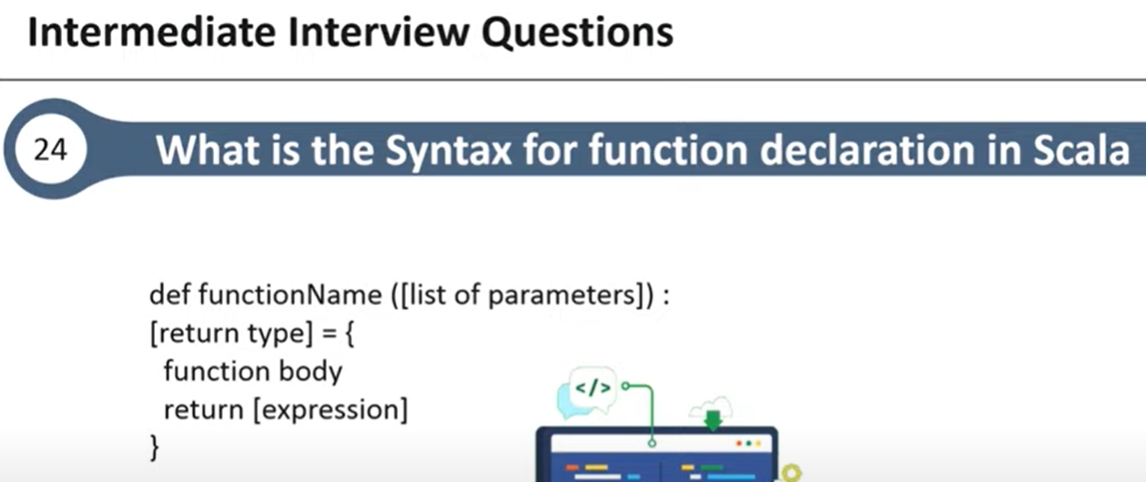 Intermediate Interview Questions
24
What is the Syntax for function declaration in Scala
def functionName ([list of parameters]) :
[return type] = {
function body
return [expression]
}
</>